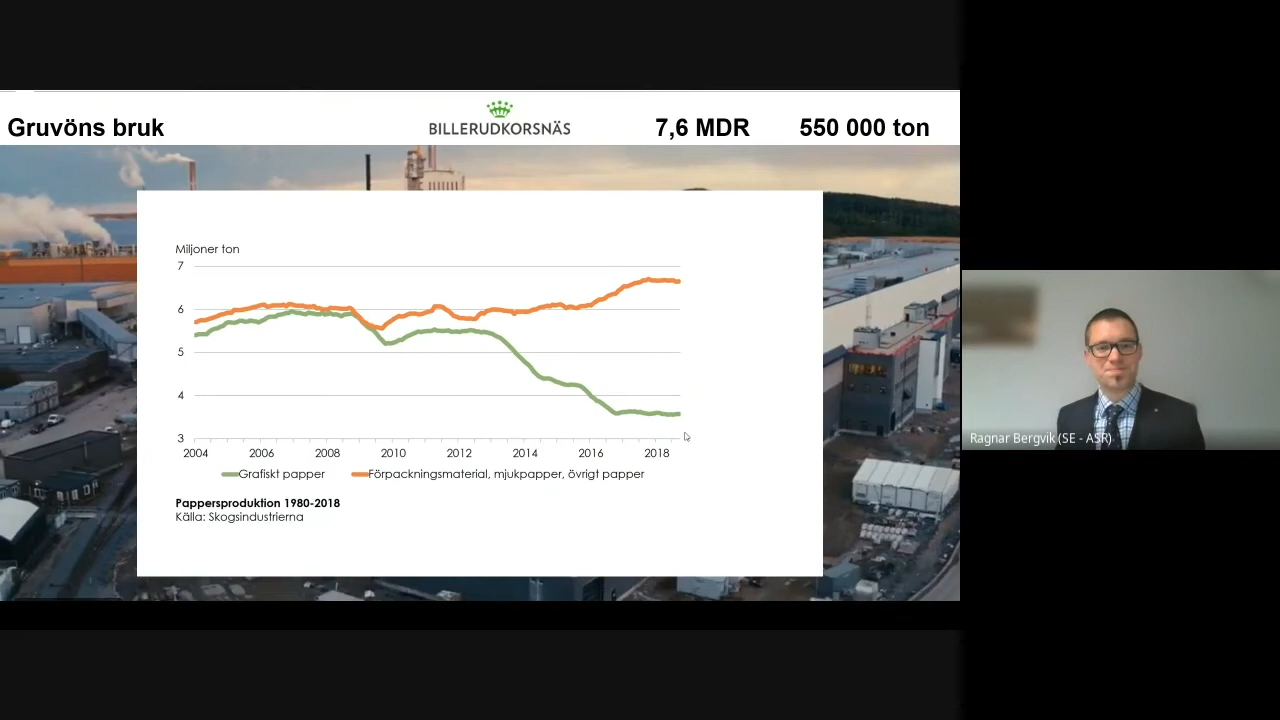 Gruvöns bruk
BILLERUDKORSNÄS
7,6 MDR
550 000 ton
Miljoner ton
7
6
5
4
3
2004 2006 2008 2010 2012 2014 2016 2018
Grafiskt papper
Förpackningsmaterial, mjukpapper, övrigt papper
Pappersproduktion 1980-2018
Källa: Skogsindustrierna
Ragnar Bergvik (SE - ASR)